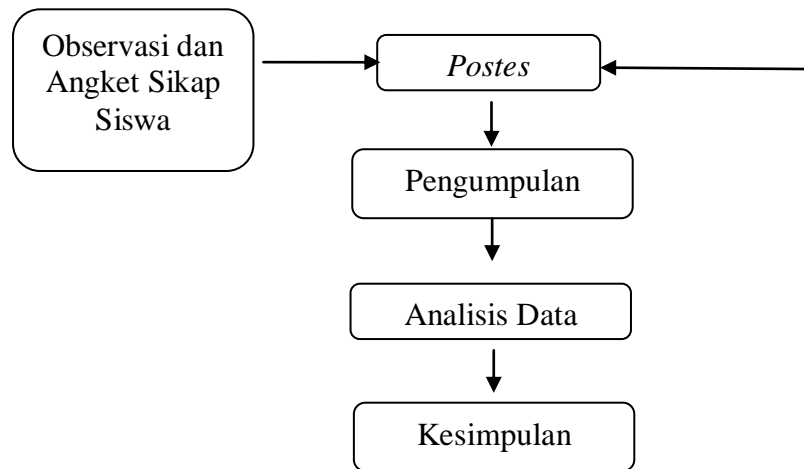 Observasi dan
Angket Sikap
Siswa
Postes
Pengumpulan
Analisis Data
Kesimpulan